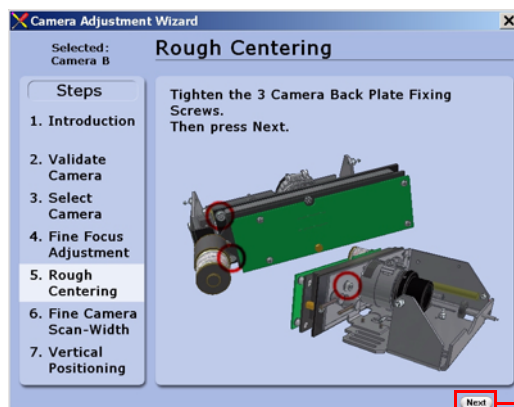 Camera Adjustment Wizard
Selected:
Camera B
Rough Centering
Steps
1. Introduction
2. Validate
Camera
3. Select
Camera
4. Fine Focus
Adjustment
5. Rough
Centering
6. Fine Camera
Scan-Width
7. Vertical
Positioning
Tighten the 3 Camera Back Plate Fixing
Screws.
Then press Next.
Next